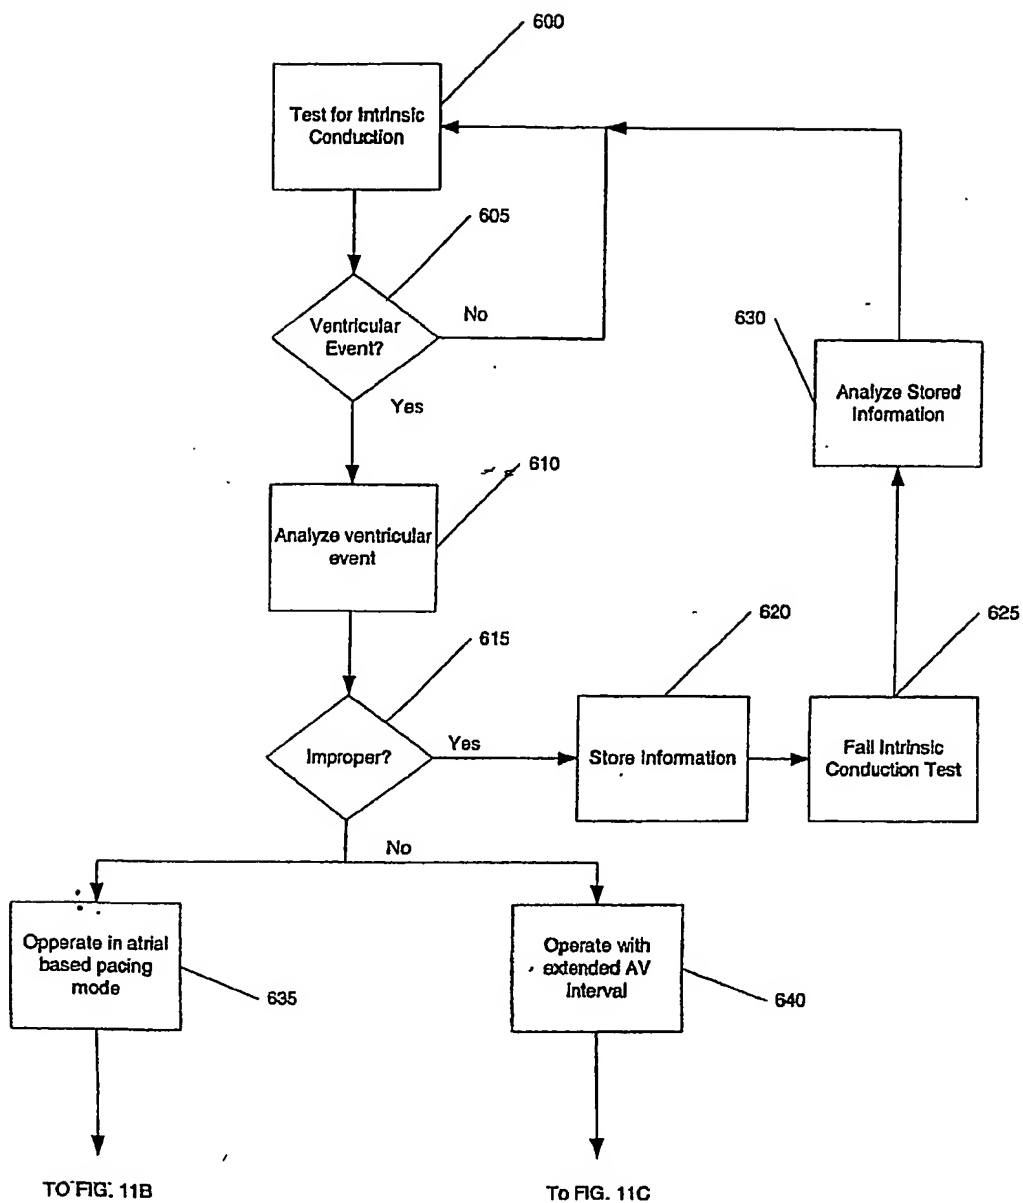 600
Test for Intrinsic
Conduction
605
Ventricular
Event?
No
Yes
630
Analyze Stored
Information
610
Analyze ventricular
event
615
Improper?
Yes
620
Store Information
625
Fail Intrinsic
Conduction Test
No
Opperate in atrial
based pacing
mode
635
Operate with
extended AV
Interval
640
TO FIG. 11B
To FIG. 11C